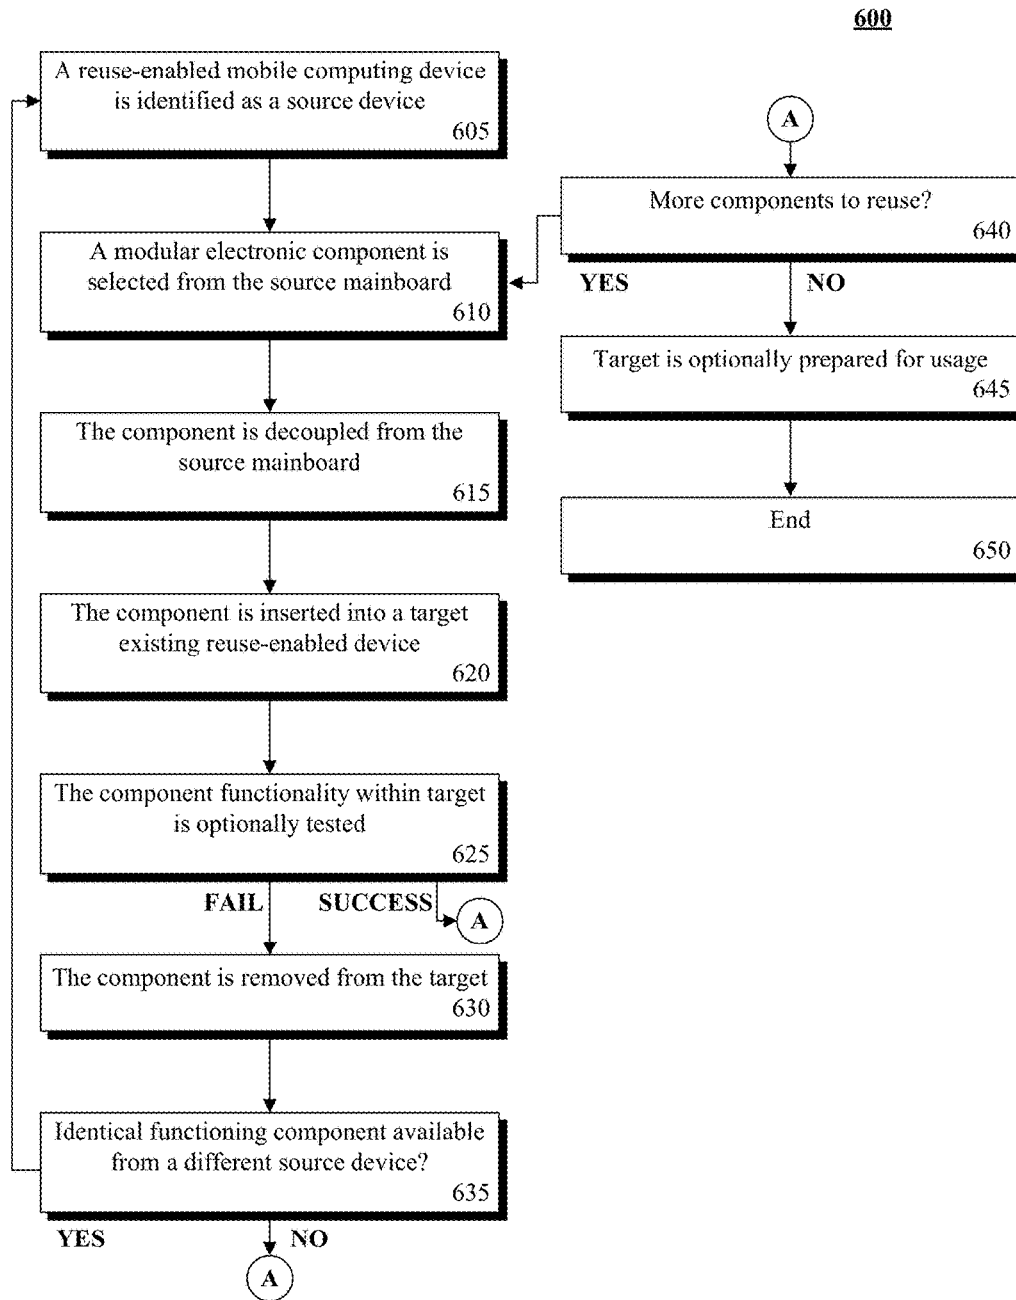 600
A reuse-enabled mobile computing device
is identified as a source device
605
A modular electronic component is
selected from the source mainboard
610
The component is decoupled from the
source mainboard
615
The component is inserted into a target
existing reuse-enabled device
620
The component functionality within target
is optionally tested
625
FAIL
SUCCESS
A
The component is removed from the target
630
Identical functioning component available
from a different source device?
635
YES
NO
A
A
More components to reuse?
640
YES
NO
Target is optionally prepared for usage
645
End
650